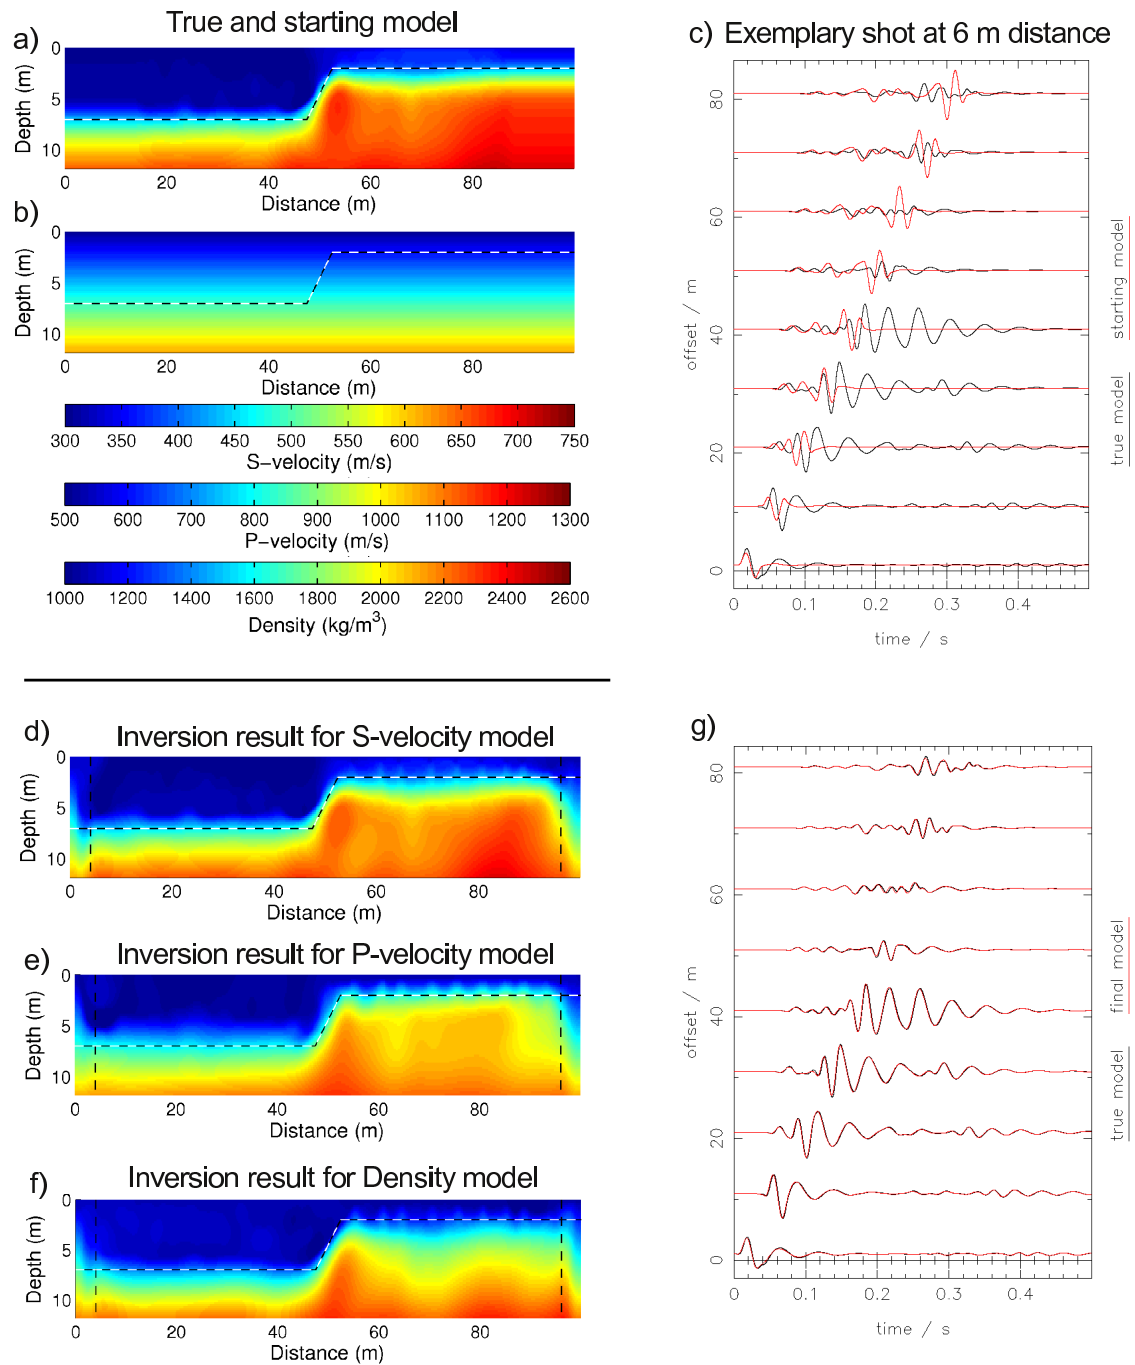 True and starting model
a)
0
5
10
Depth (m)
0 20 40 60 80
Distance (m)
b)
0
5
10
Depth (m)
0 20 40 60 80
Distance (m)
300 350 400 450 500 550 600 650 700 750
S-velocity (m/s)
500 600 700 800 900 1000 1100 1200 1300
P-velocity (m/s)
1000 1200 1400 1600 1800 2000 2200 2400 2600
Density (kg/m³)
c) Exemplary shot at 6 m distance
80
60
40
20
0
offset / m
0 0.1 0.2 0.3 0.4
time / s
starting model
true model
d) Inversion result for S-velocity model
0
5
10
Depth (m)
0 20 40 60 80
Distance (m)
e) Inversion result for P-velocity model
0
5
10
Depth (m)
0 20 40 60 80
Distance (m)
f) Inversion result for Density model
0
5
10
Depth (m)
0 20 40 60 80
Distance (m)
g)
80
60
40
20
0
offset / m
0 0.1 0.2 0.3 0.4
time / s
final model
true model